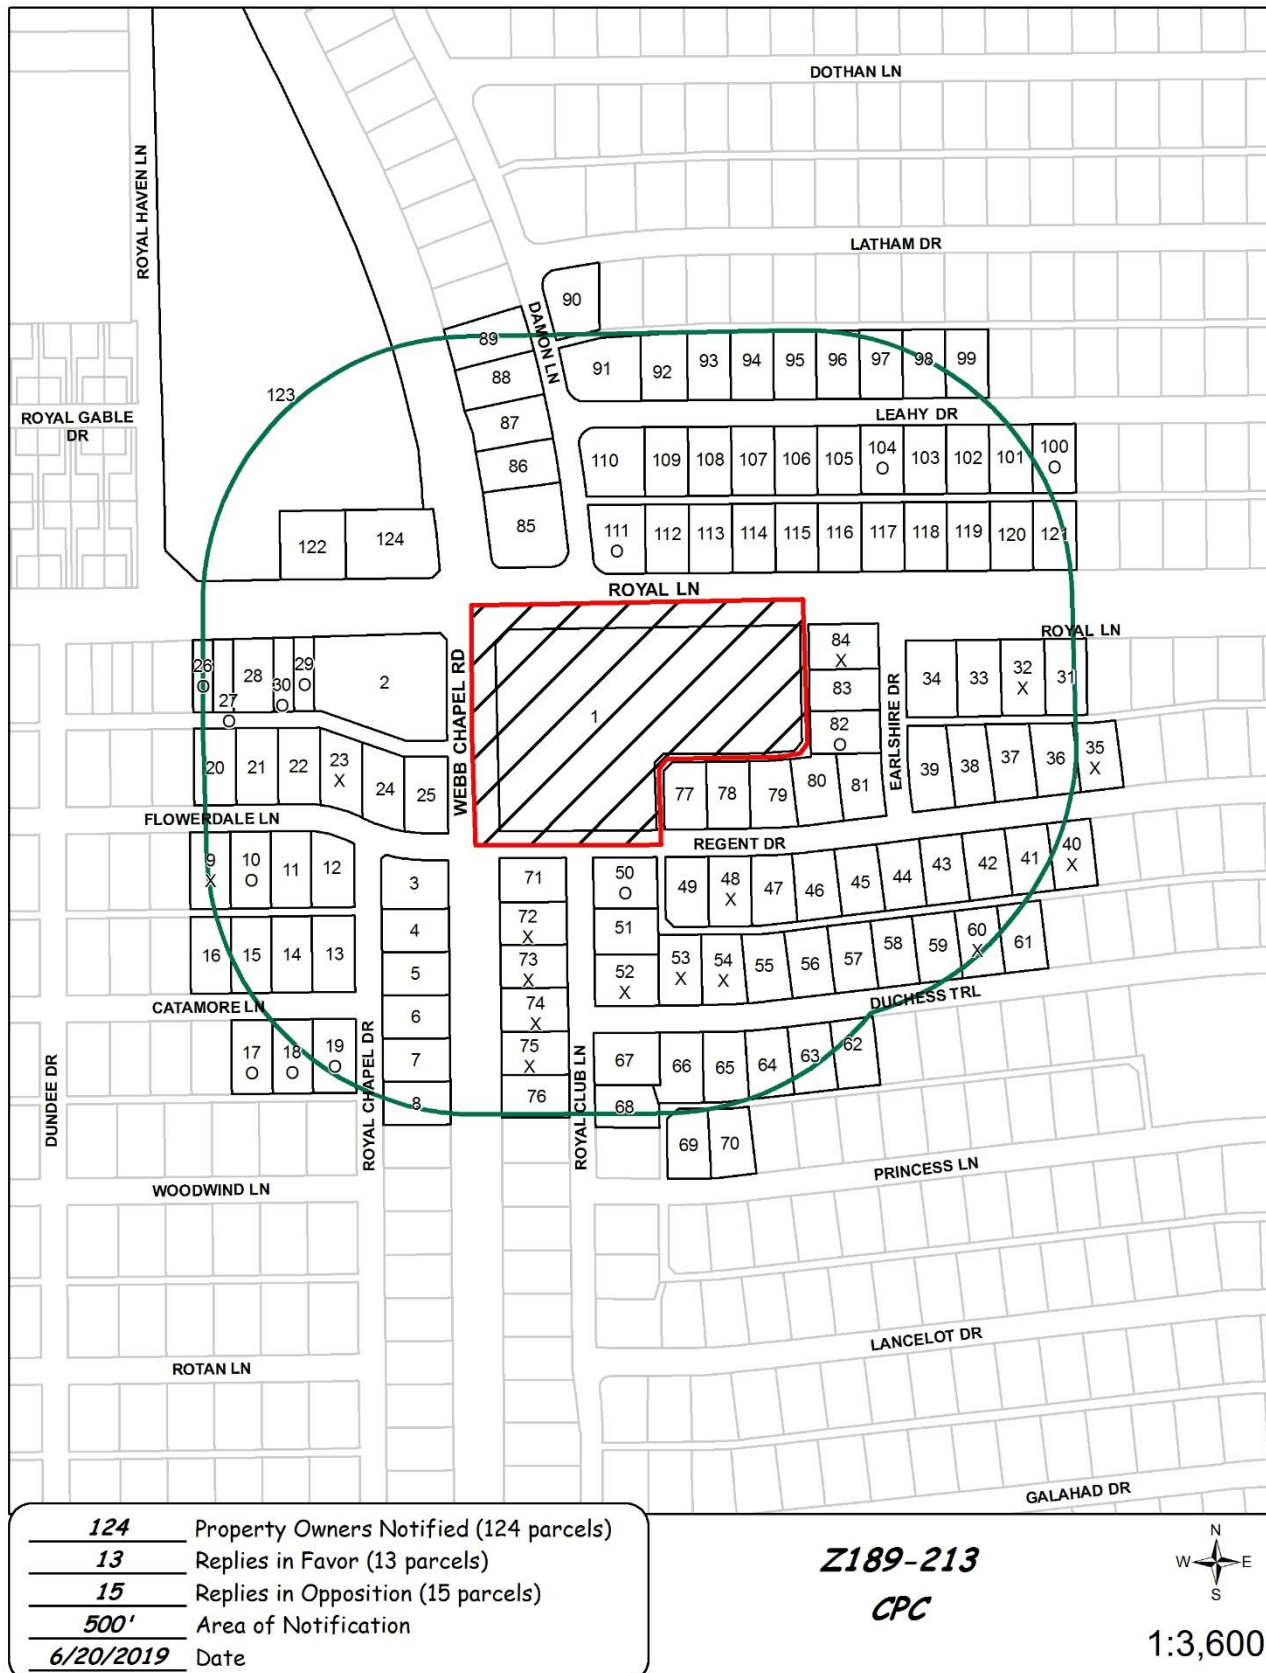 DOTHAN LN
ROYAL HAVEN LN
LATHAM DR
90
DAMON LN
89
91 92 93 94 95 96 97 98 99
88
123
ROYAL GABLE
DR
LEAHY DR
87
110 109 108 107 106 105 104 103 102 101 100
O O
86
85
111 112 113 114 115 116 117 118 119 120 121
O
122 124
ROYAL LN
ROYAL LN
WEBB CHAPEL RD
84
X
26 27 28 30 29 2
O O O O
1
83
34 33 32 31
X
EARLSHIRE DR
82
O
20 21 22 23 24 25
X
77 78 79 80 81
39 38 37 36 35
X
FLOWERDALE LN
REGENT DR
9 10 11 12
X O
3
71
50
O
49 48 47 46 45 44 43 42 41 40
X X
4
72
X
51
16 15 14 13
5
73
X
52
X
53 54 55 56 57 58 59 60 61
X X X
CATAMORE LN
6
74
X
DUCHESS TRL
17 18 19
O O O
7
75
X
67 66 65 64 63 62
DUNDEE DR
ROYAL CHAPEL DR
8
76
ROYAL CLUB LN
68
69 70
WOODWIND LN
PRINCESS LN
LANCELOT DR
ROTAN LN
GALAHAD DR
124 Property Owners Notified (124 parcels)
13 Replies in Favor (13 parcels)
15 Replies in Opposition (15 parcels)
500' Area of Notification
6/20/2019 Date
Z189-213
CPC
N
W E
S
1:3,600